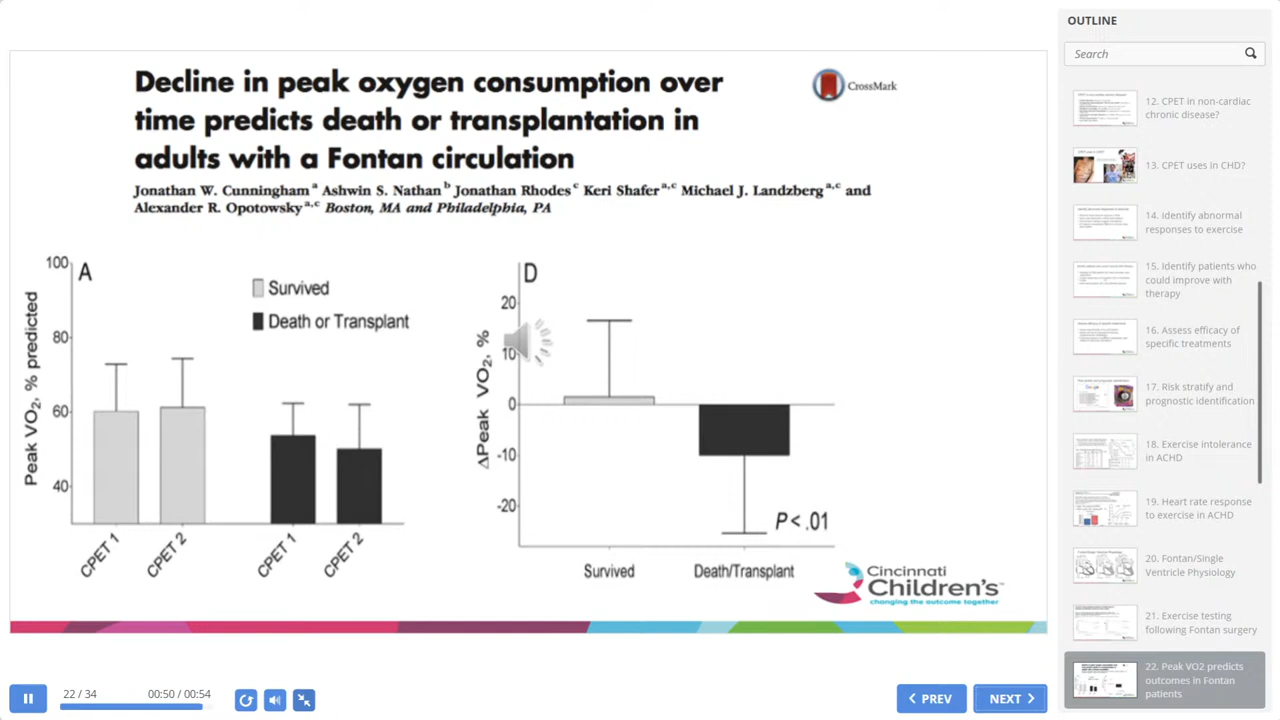 Decline in peak oxygen consumption over
time predicts death or transplantation in
adults with a Fontan circulation
CrossMark
Jonathan W. Cunningham a Ashwin S. Nathan b Jonathan Rhodes c Keri Shafer a,c Michael J. Landzberg a,c and
Alexander R. Opotowsky a,c Boston, MA and Philadelphia, PA
A
Survived
Death or Transplant
Peak VO2, % predicted
100
80
60
40
CPET 1
CPET 2
CPET 1
CPET 2
D
ΔPeak VO2, %
20
10
0
-10
-20
P < .01
Survived
Death/Transplant
Cincinnati
Children's™
changing the outcome together
OUTLINE
Search
12. CPET in non-cardiac
chronic disease?
13. CPET uses in CHD?
14. Identify abnormal
responses to exercise
15. Identify patients who
could improve with
therapy
16. Assess efficacy of
specific treatments
17. Risk stratify and
prognostic identification
18. Exercise intolerance
in ACHD
19. Heart rate response
to exercise in ACHD
20. Fontan/Single
Ventricle Physiology
21. Exercise testing
following Fontan surgery
22. Peak VO2 predicts
outcomes in Fontan
patients
22 / 34
00:50 / 00:54
PREV
NEXT